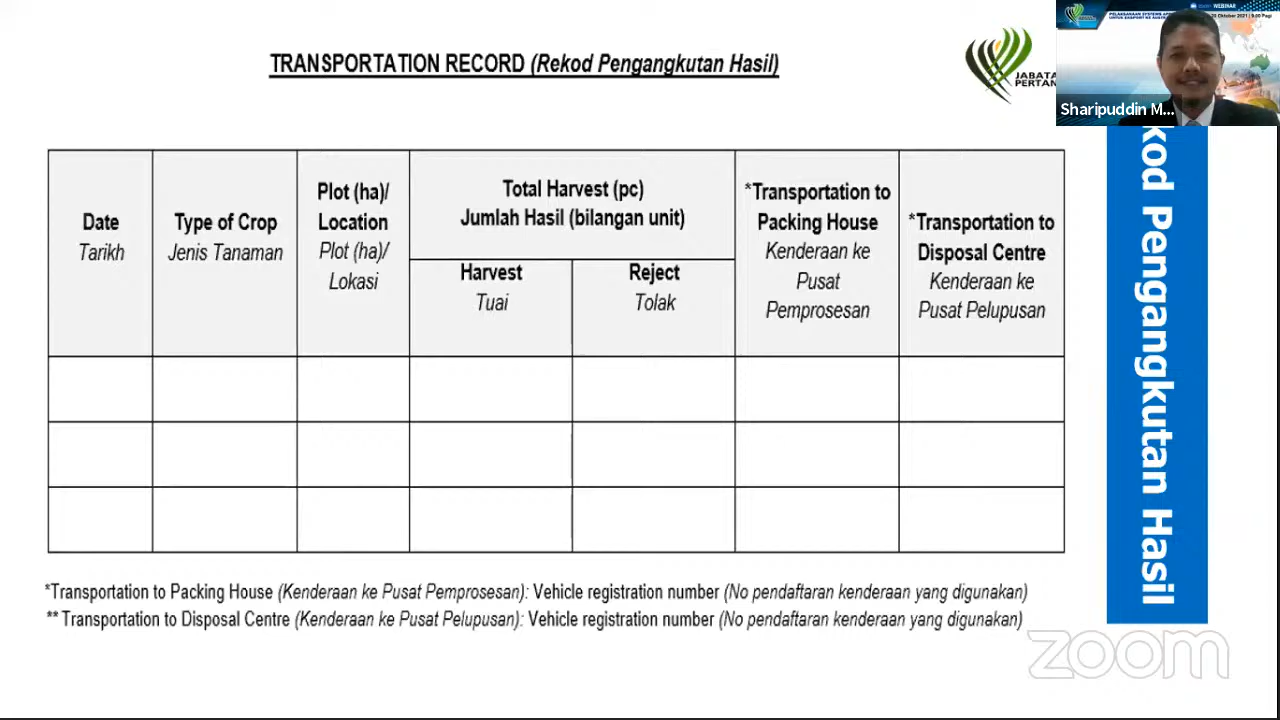 TRANSPORTATION RECORD (Rekod Pengangkutan Hasil)
JABATA
PERTAN
WEBINAR
Sharipuddin M...
Date
Tarikh
Type of Crop
Jenis Tanaman
Plot (ha)/
Location
Plot (ha)/
Lokasi
Total Harvest (pc)
Jumlah Hasil (bilangan unit)
Harvest
Tuai
Reject
Tolak
*Transportation to
Packing House
Kenderaan ke
Pusat
Pemprosesan
*Transportation to
Disposal Centre
Kenderaan ke
Pusat Pelupusan
kod Pengangkutan Hasil
*Transportation to Packing House (Kenderaan ke Pusat Pemprosesan): Vehicle registration number (No pendaftaran kenderaan yang digunakan)
** Transportation to Disposal Centre (Kenderaan ke Pusat Pelupusan): Vehicle registration number (No pendaftaran kenderaan yang digunakan)
zoom